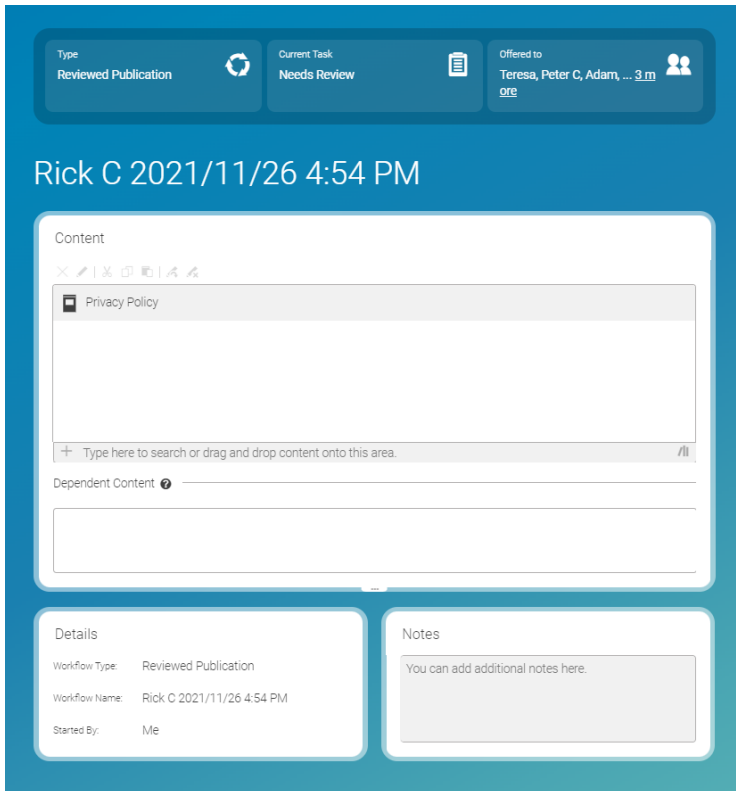 Type
Reviewed Publication
Current Task
Needs Review
Offered to
Teresa, Peter C, Adam, ... 3 m
ore
Rick C 2021/11/26 4:54 PM
Content
Privacy Policy
Type here to search or drag and drop content onto this area.
Dependent Content
...
Details
Workflow Type: Reviewed Publication
Workflow Name: Rick C 2021/11/26 4:54 PM
Started By: Me
Notes
You can add additional notes here.